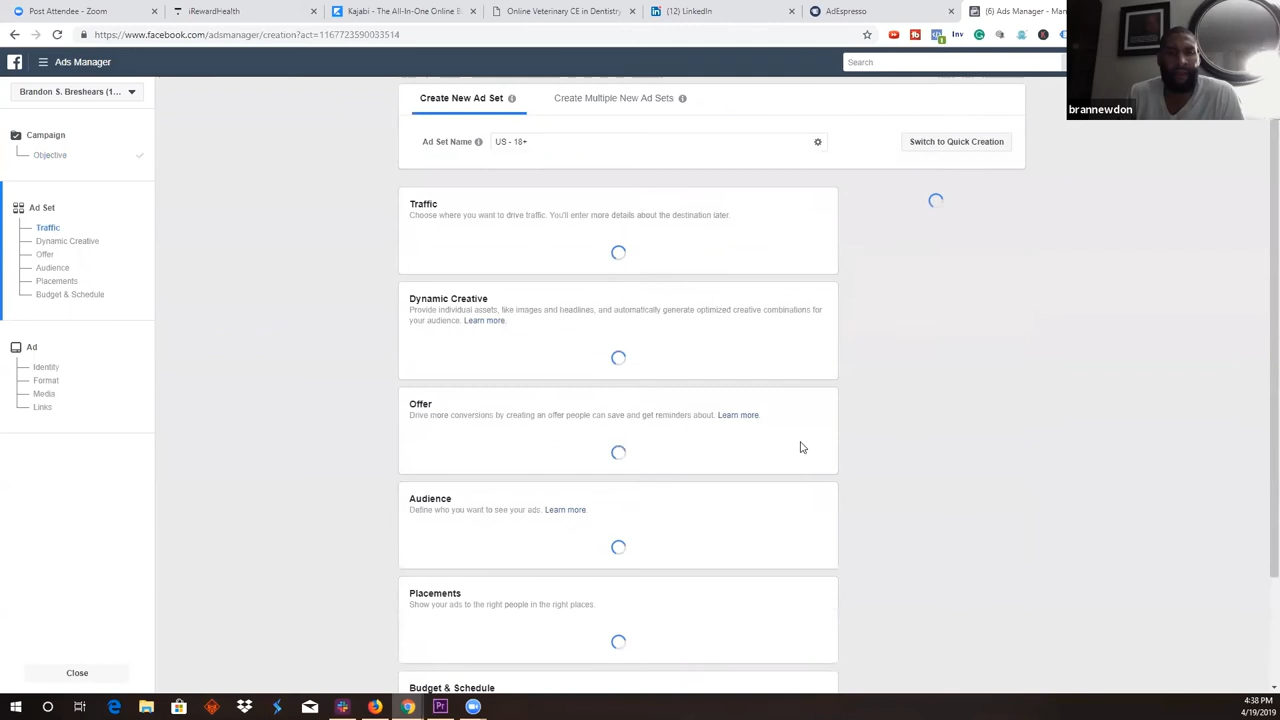 Post Attendee - Zoom
iRewardHealth
Kajabi - The All-In-One Online B
Online Veterinary CE in Dentistry
(12) LinkedIn
AdEspresso
(6) Ads Manager - Man
https://www.facebook.com/adsmanager/creation?act=1167723590033514
Inv
1
Ads Manager
Search
brannewdon
Brandon S. Breshears (1...
Create New Ad Set
Create Multiple New Ad Sets
Campaign
Objective
Ad Set Name
US - 18+
Switch to Quick Creation
Ad Set
Traffic
Dynamic Creative
Offer
Audience
Placements
Budget & Schedule
Ad
Identity
Format
Media
Links
Close
Traffic
Choose where you want to drive traffic. You'll enter more details about the destination later.
Dynamic Creative
Provide individual assets, like images and headlines, and automatically generate optimized creative combinations for
your audience. Learn more.
Offer
Drive more conversions by creating an offer people can save and get reminders about. Learn more.
Audience
Define who you want to see your ads. Learn more.
Placements
Show your ads to the right people in the right places.
Budget & Schedule
Pr
4:38 PM
4/19/2019